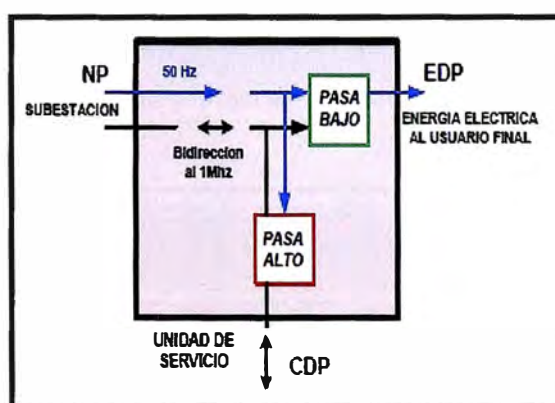 NP
50 Hz
EDP
SUBESTACION
PASA
BAJO
ENERGIA ELECTRICA
AL USUARIO FINAL
Bidireccion
al 1Mhz
PASA
ALTO
UNIDAD DE
SERVICIO
CDP